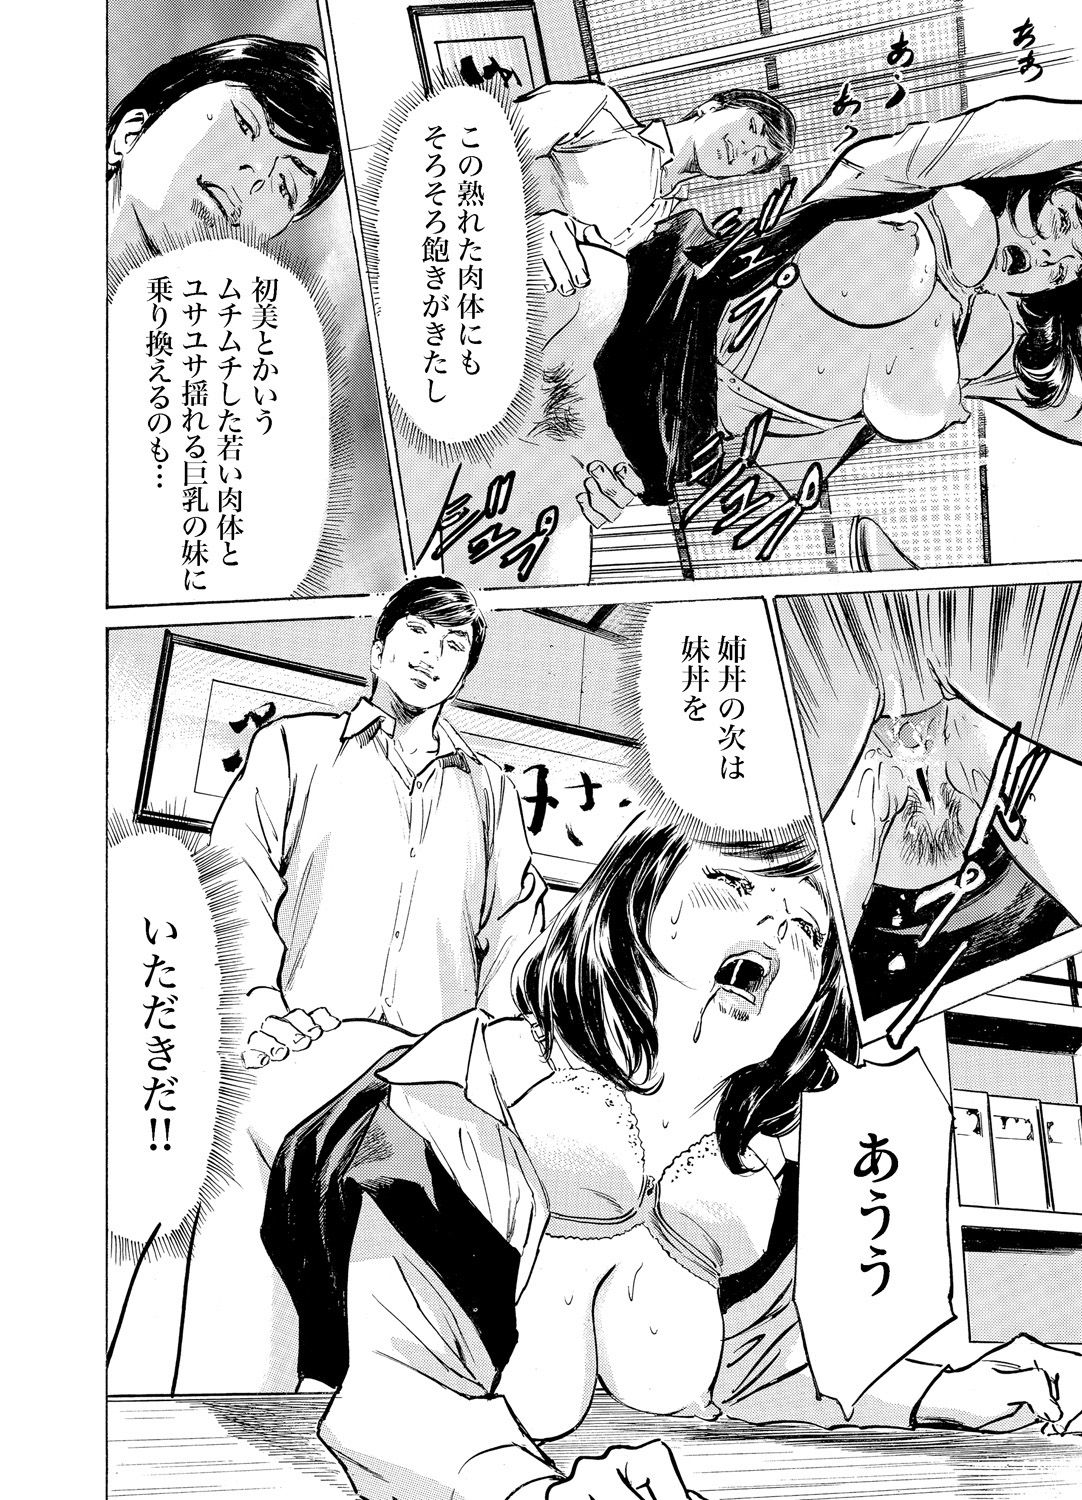 この熟れた肉体にも
そろそろ飽きがきたし
初美とかいう
ムチムチした若い肉体と
ユサユサ揺れる巨乳の妹に
乗り換えるのも…
姉丼の次は
妹丼を
あうう
いただきだ!!